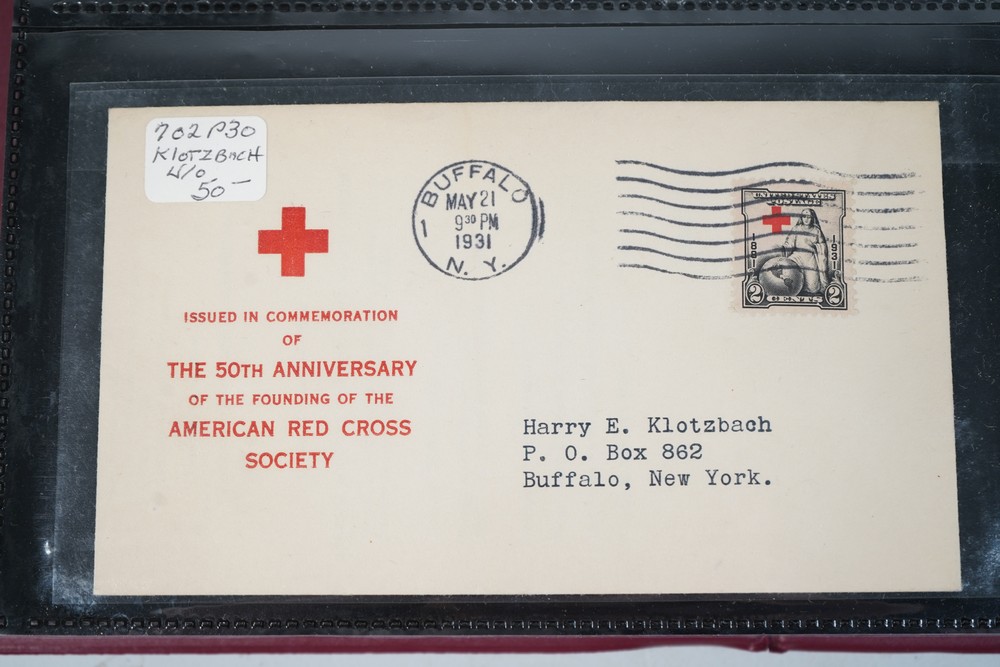 702 P30
KLOTZBACH
W/O
50-
BUFFALO
MAY 21
9 30 PM
1931
N. Y.
1
UNITED STATES
POSTAGE
1881
1931
2 CENTS 2
ISSUED IN COMMEMORATION
OF
THE 50TH ANNIVERSARY
OF THE FOUNDING OF THE
AMERICAN RED CROSS
SOCIETY
Harry E. Klotzbach
P. O. Box 862
Buffalo, New York.